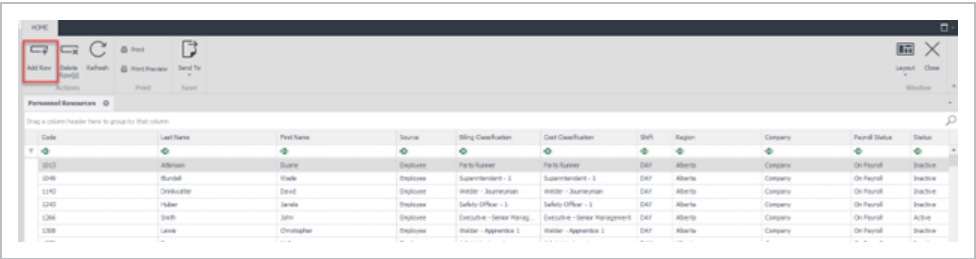 HOME
Add Row Delete Row(s) Refresh Print Print Preview Send To Layout Close
Actions Print Save Window
Personnel Resources
Drag a column header here to group by that column
Code Last Name First Name Source Billing Classification Cost Classification Shift Region Company Payroll Status Status
1013 Atkinson Duane Employee Parts Runner Parts Runner DAY Alberta Company On Payroll Inactive
1049 Blundall Wade Employee Superintendent - 1 Superintendent - 1 DAY Alberta Company On Payroll Inactive
1143 Drinkwalter David Employee Welder - Journeyman Welder - Journeyman DAY Alberta Company On Payroll Inactive
1243 Huber Employee Safety Officer - 1 Safety Officer - 1 DAY Alberta Company On Payroll Inactive
1266 Smith John Employee Executive - Senior Manag... Executive - Senior Management DAY Alberta Company On Payroll Active
1308 Lewis Christopher Employee Welder - Apprentice 1 Welder - Apprentice 1 DAY Alberta Company On Payroll Inactive